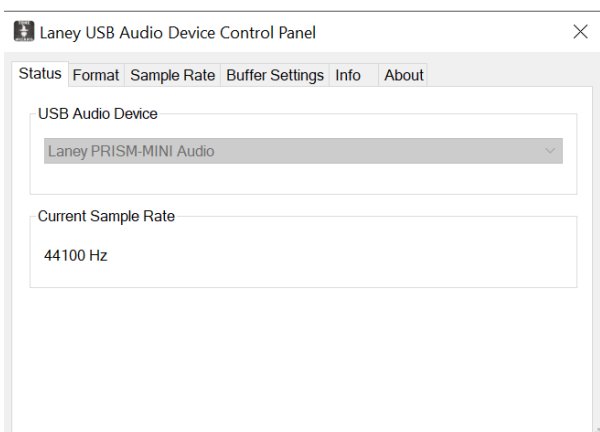 Laney USB Audio Device Control Panel
Status Format Sample Rate Buffer Settings Info About
USB Audio Device
Laney PRISM-MINI Audio
Current Sample Rate
44100 Hz